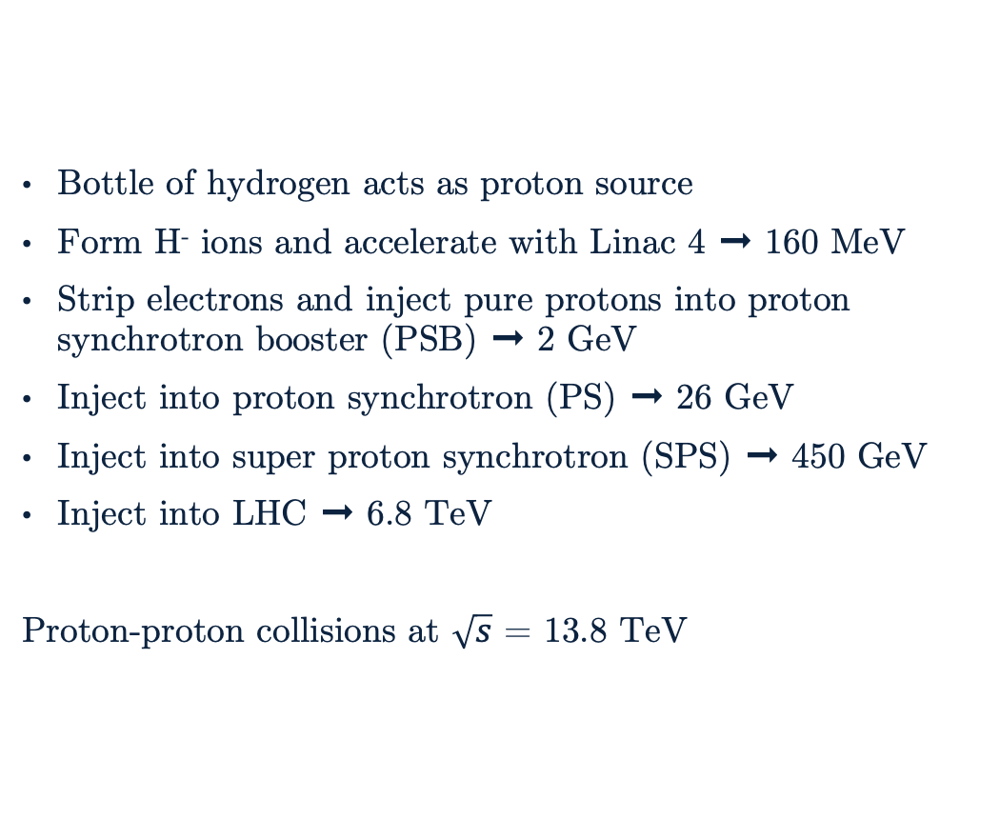 • Bottle of hydrogen acts as proton source
• Form H⁻ ions and accelerate with Linac 4 → 160 MeV
• Strip electrons and inject pure protons into proton
synchrotron booster (PSB) → 2 GeV
• Inject into proton synchrotron (PS) → 26 GeV
• Inject into super proton synchrotron (SPS) → 450 GeV
• Inject into LHC → 6.8 TeV
Proton-proton collisions at √s = 13.8 TeV